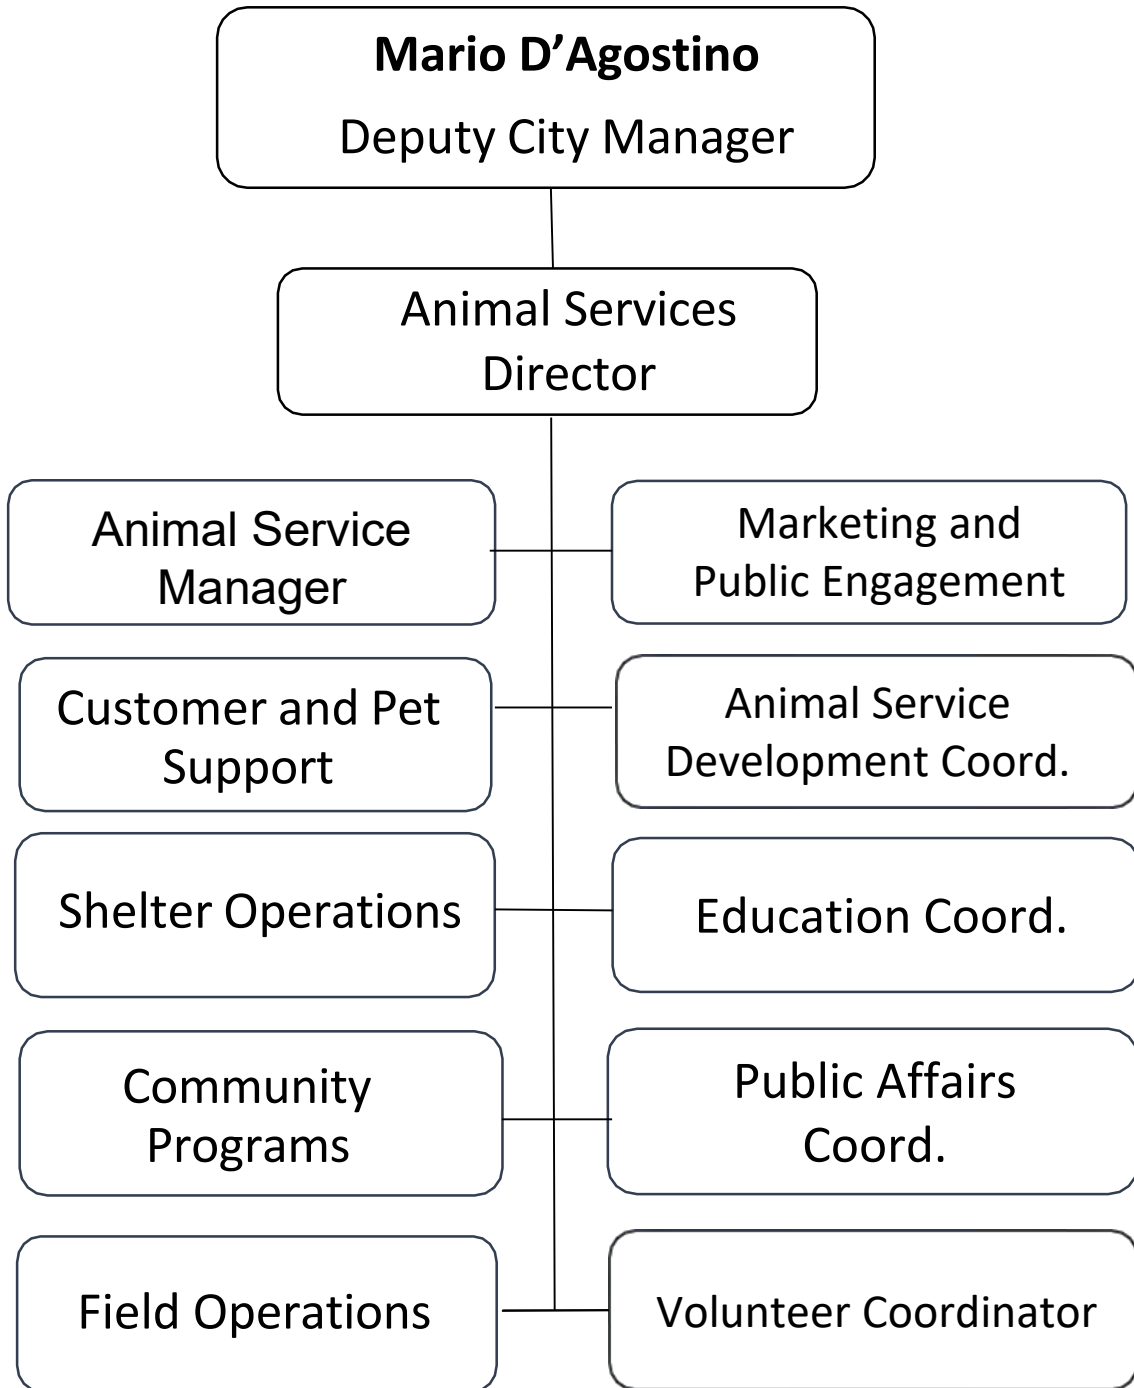 Mario D’Agostino
Deputy City Manager
Animal Services
Director
Animal Service
Manager
Marketing and
Public Engagement
Customer and Pet
Support
Animal Service
Development Coord.
Shelter Operations
Education Coord.
Community
Programs
Public Affairs
Coord.
Field Operations
Volunteer Coordinator